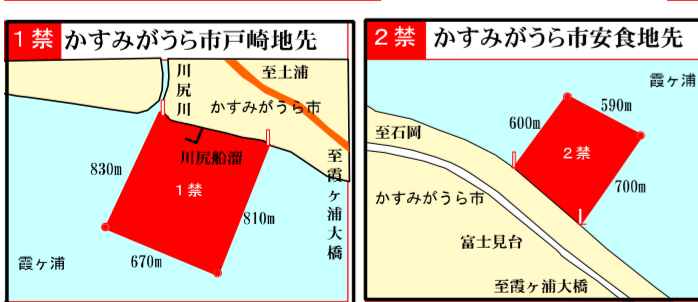 1禁 かすみがうら市戸崎地先
川尻川
至土浦
かすみがうら市
川尻船溜
至霞ヶ浦大橋
830m
1禁
810m
670m
霞ヶ浦
2禁 かすみがうら市安食地先
霞ヶ浦
590m
600m
至石岡
2禁
700m
かすみがうら市
富士見台
至霞ヶ浦大橋